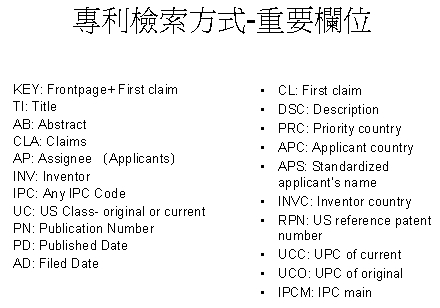 專利檢索方式-重要欄位
KEY: Frontpage+ First claim
TI: Title
AB: Abstract
CLA: Claims
AP: Assignee （Applicants）
INV: Inventor
IPC: Any IPC Code
UC: US Class- original or current
PN: Publication Number
PD: Published Date
AD: Filed Date
• CL: First claim
• DSC: Description
• PRC: Priority country
• APC: Applicant country
• APS: Standardized
applicant's name
• INVC: Inventor country
• RPN: US reference patent
number
• UCC: UPC of current
• UCO: UPC of original
• IPCM: IPC main